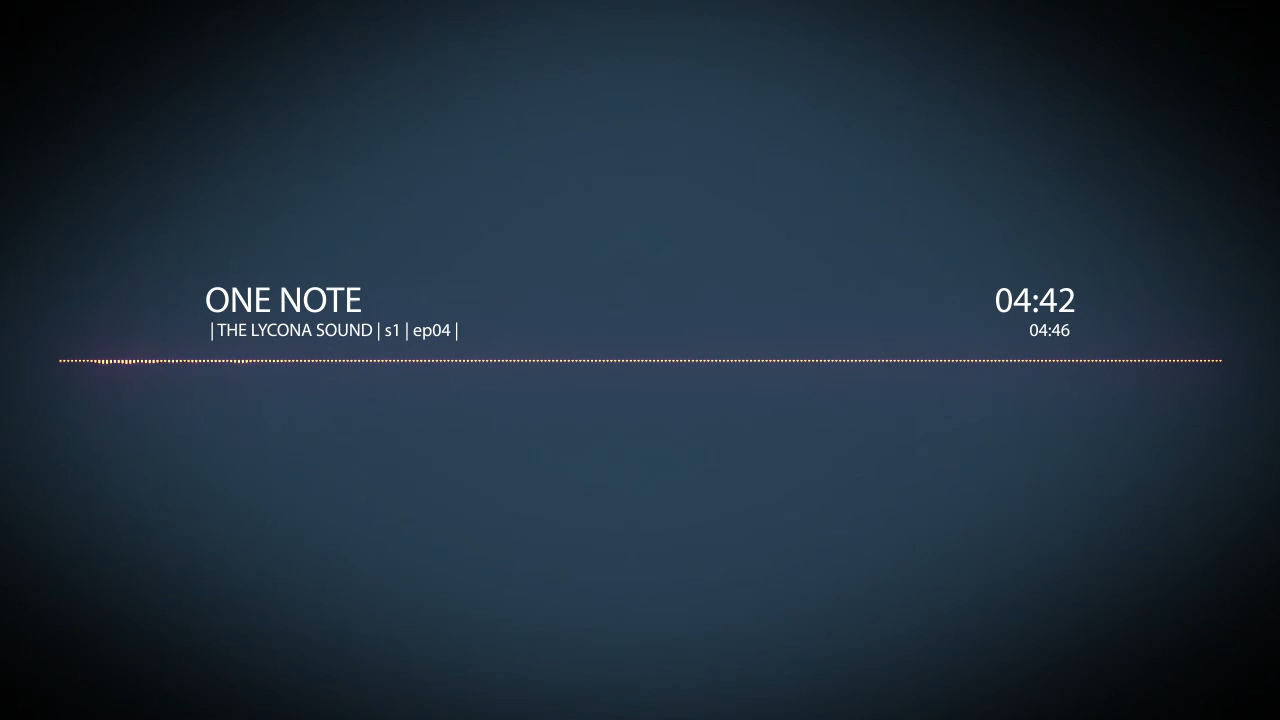 ONE NOTE
04:42
| THE LYCONA SOUND | s1 | ep04 |
04:46